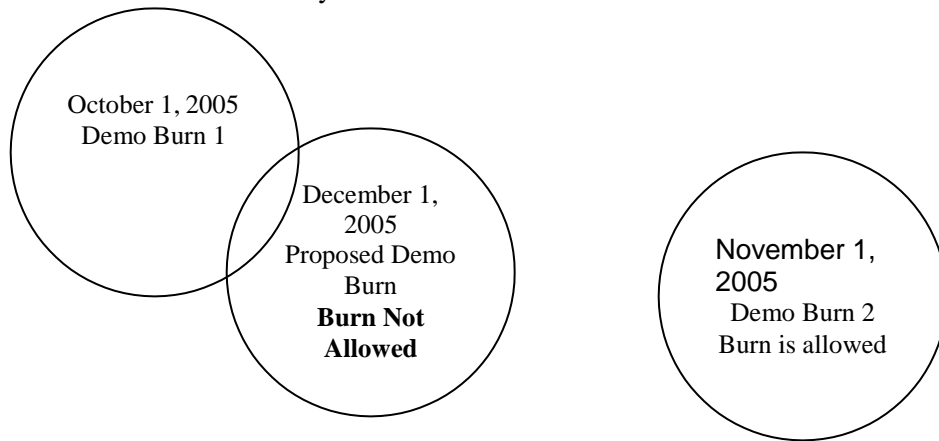 October 1, 2005
Demo Burn 1
December 1,
2005
Proposed Demo
Burn
Burn Not
Allowed
November 1,
2005
Demo Burn 2
Burn is allowed